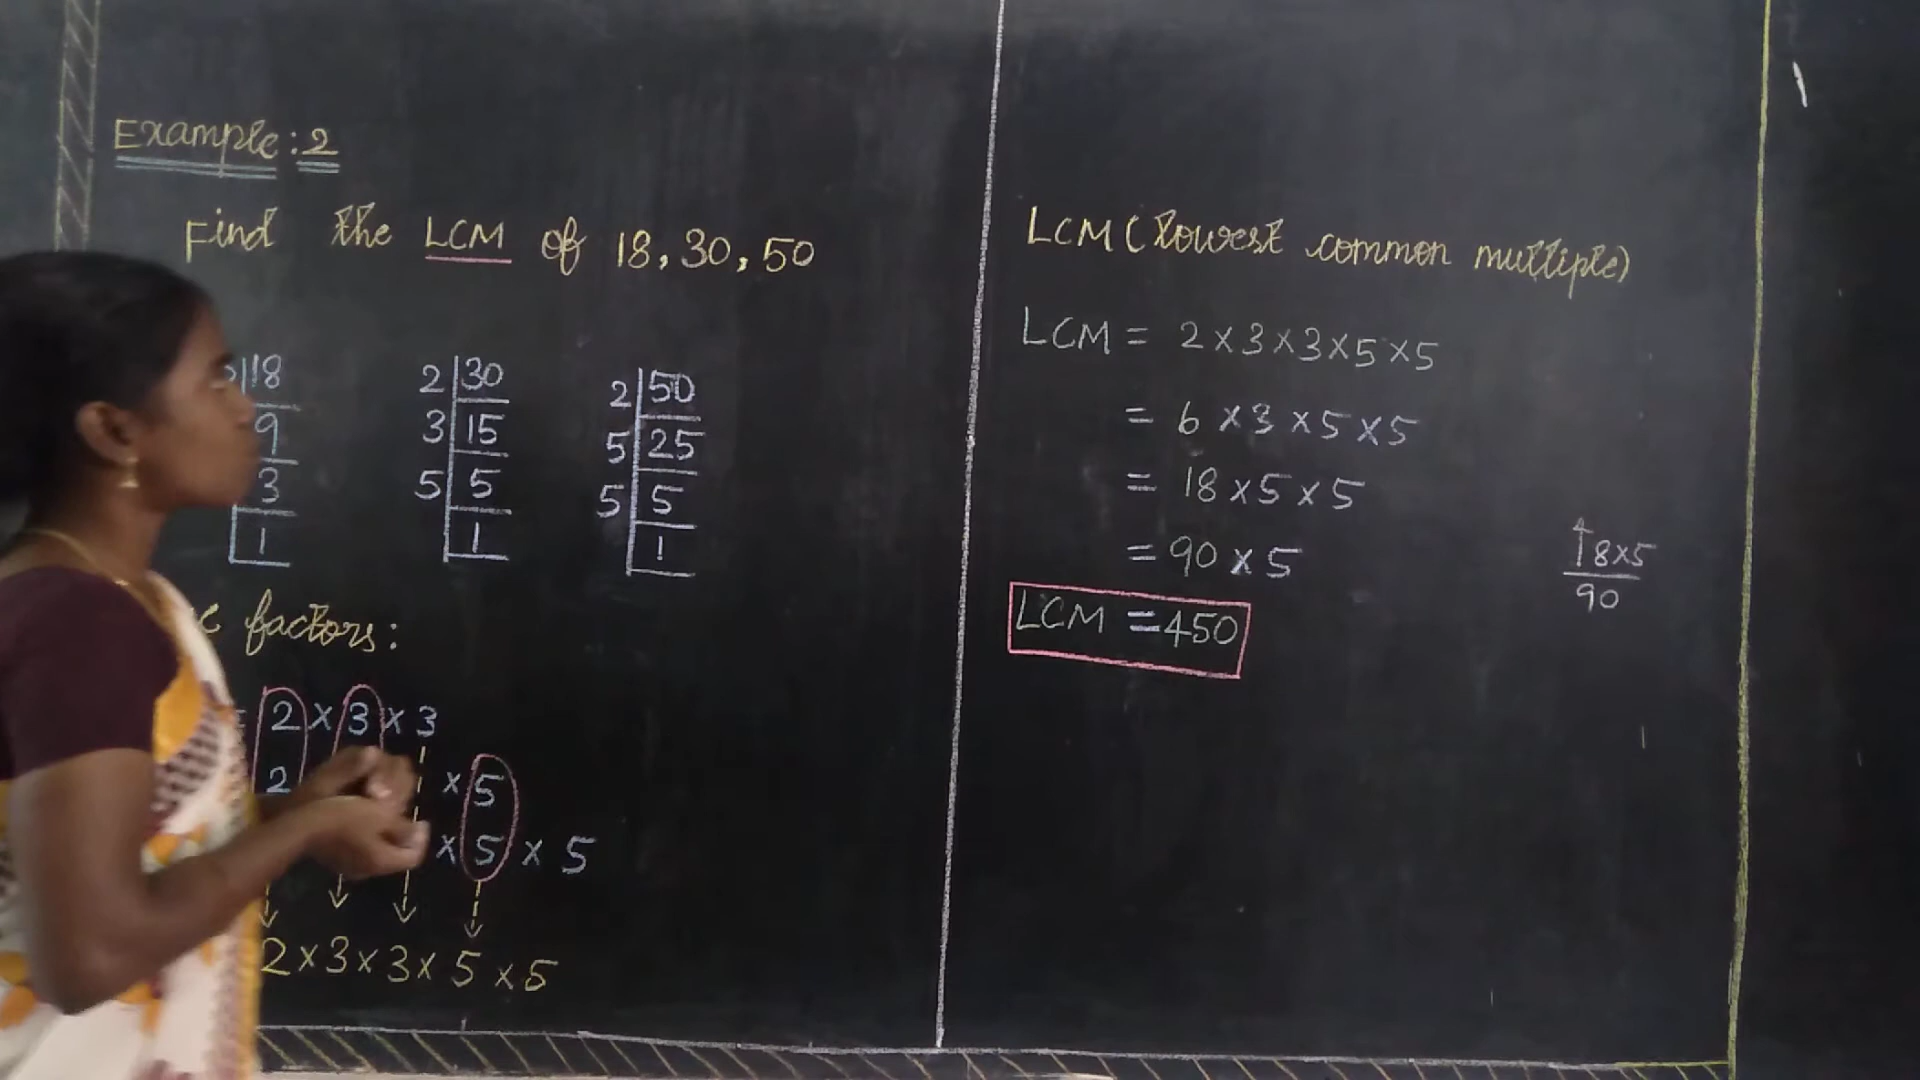 Example: 2
Find the LCM of 18, 30, 50
18
9
3
1
2 30
3 15
5 5
1
2 50
5 25
5 5
1
factors:
= 2 × 3 × 3
2 × 5
× 5 × 5
2 × 3 × 3 × 5 × 5
LCM (lowest common multiple)
LCM = 2 × 3 × 3 × 5 × 5
= 6 × 3 × 5 × 5
= 18 × 5 × 5
= 90 × 5
LCM = 450
4
18 × 5
90